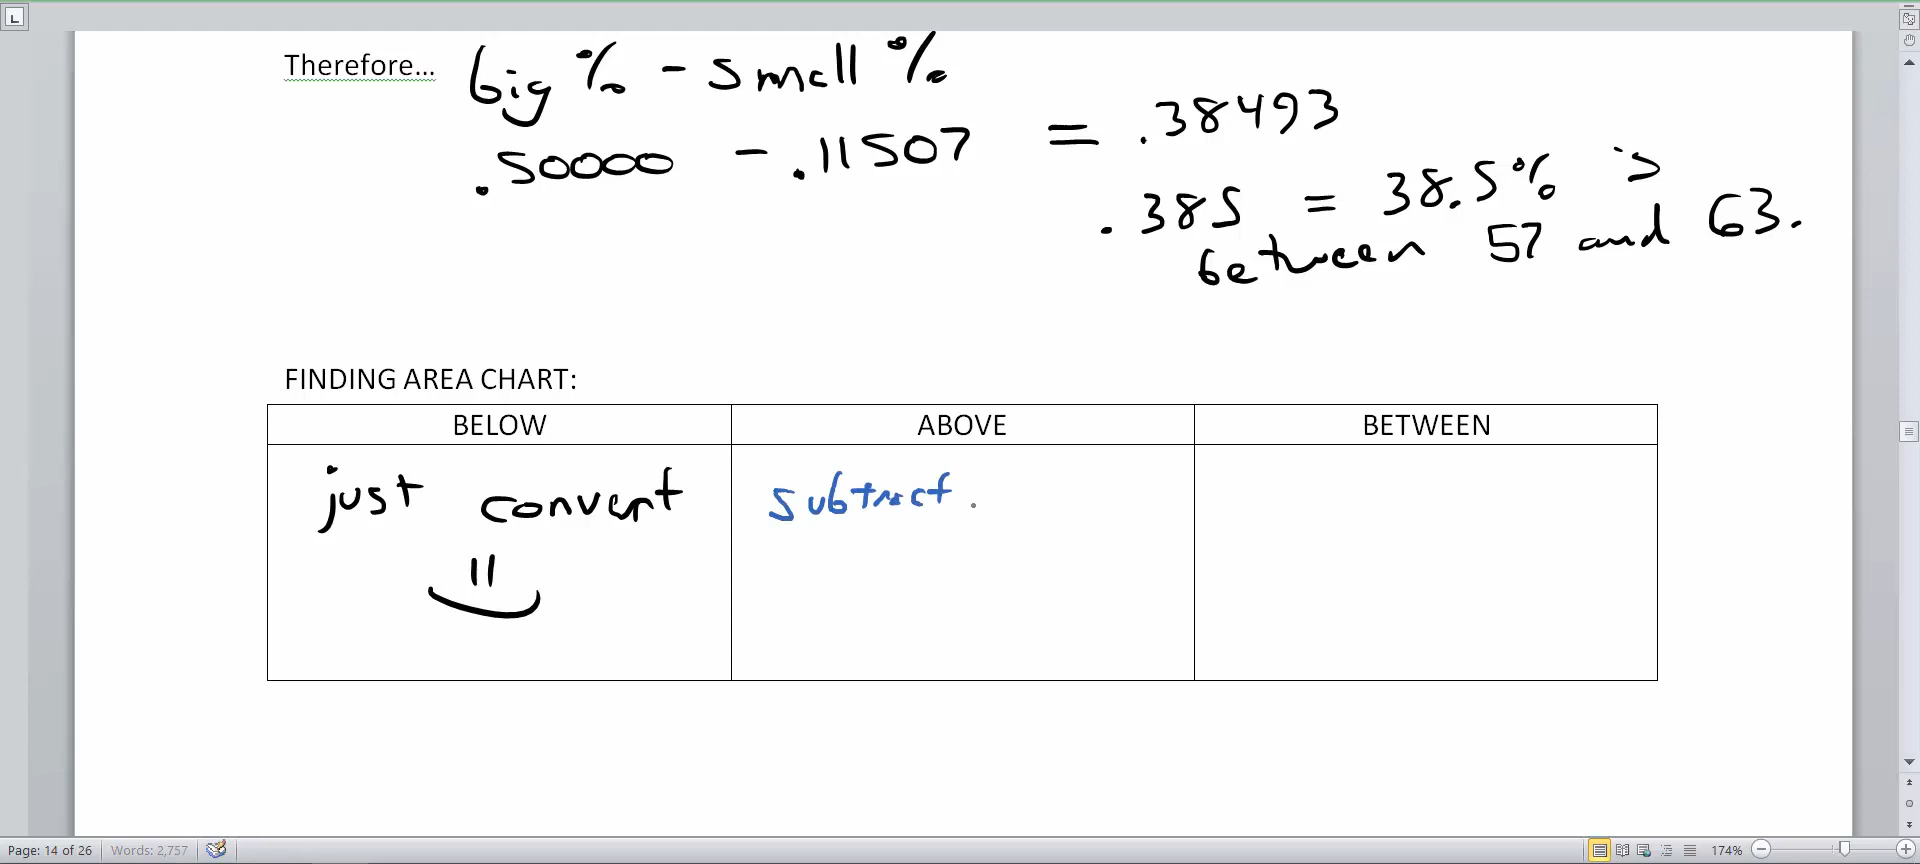 Therefore... big % - small %
.50000 - .11507 = .38493
.385 = 38.5% is
between 57 and 63.
FINDING AREA CHART:
BELOW ABOVE BETWEEN
just convert subtract
Page: 14 of 26 Words: 2,757 174%